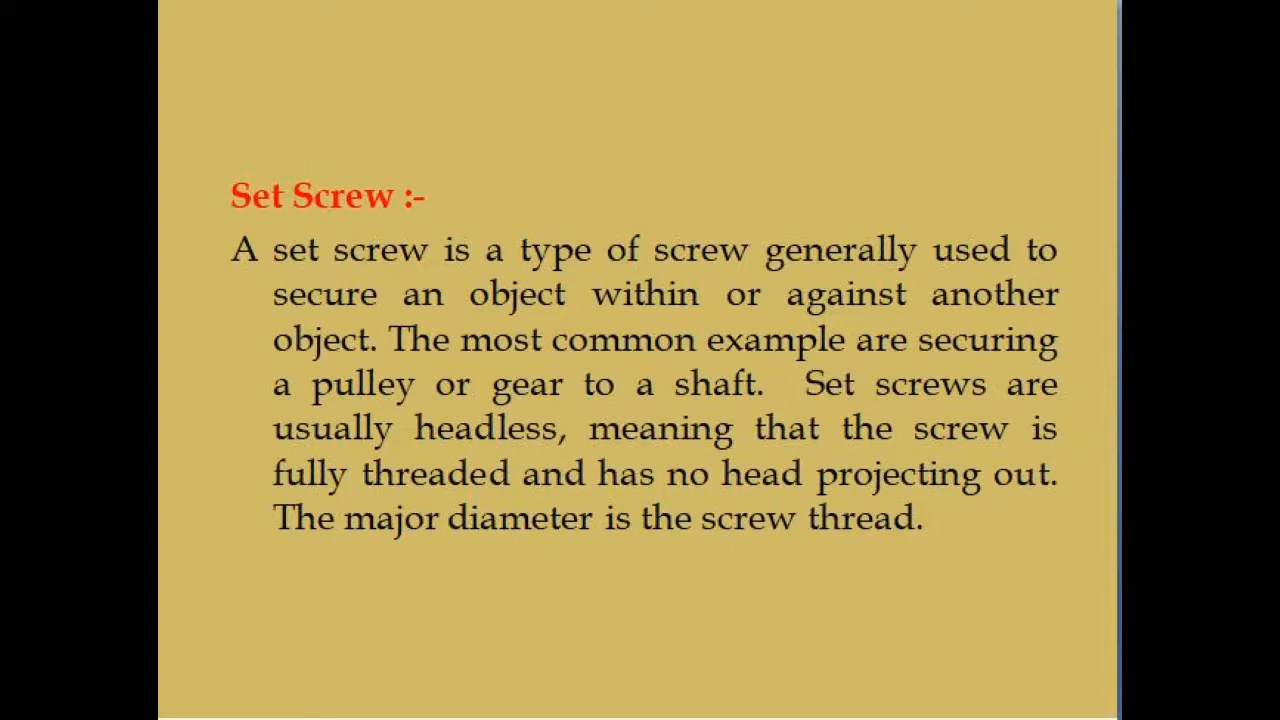 Set Screw :-
A set screw is a type of screw generally used to
secure an object within or against another
object. The most common example are securing
a pulley or gear to a shaft. Set screws are
usually headless, meaning that the screw is
fully threaded and has no head projecting out.
The major diameter is the screw thread.